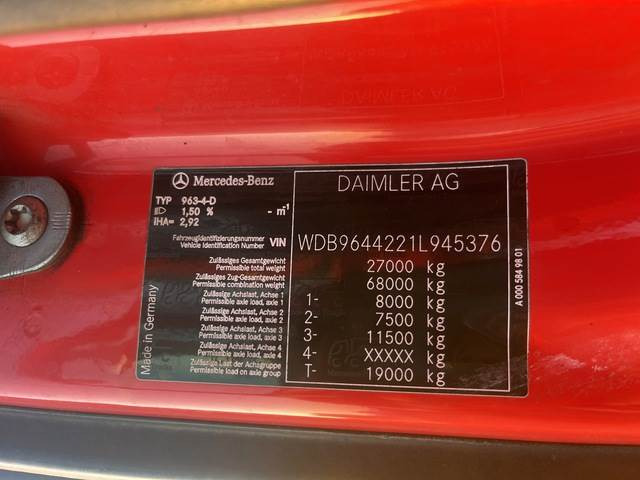 Mercedes-Benz
DAIMLER AG
TYP 963-4-D
1,50 % - m⁻¹
IHA= 2,92
Fahrzeugidentifizierungsnummer
Vehicle Identification Number VIN WDB9644221L945376
Zulässiges Gesamtgewicht
Permissible total weight 27000 kg
Zulässiges Zug-Gesamtgewicht
Permissible combination weight 68000 kg
Zulässige Achslast, Achse 1
Permissible axle load, axle 1 1- 8000 kg
Zulässige Achslast, Achse 2
Permissible axle load, axle 2 2- 7500 kg
Zulässige Achslast, Achse 3
Permissible axle load, axle 3 3- 11500 kg
Zulässige Achslast, Achse 4
Permissible axle load, axle 4 4- XXXXX kg
Zulässige Last der Achsgruppe
Permissible load on axle group T- 19000 kg
Made in Germany
A 000 584 98 01